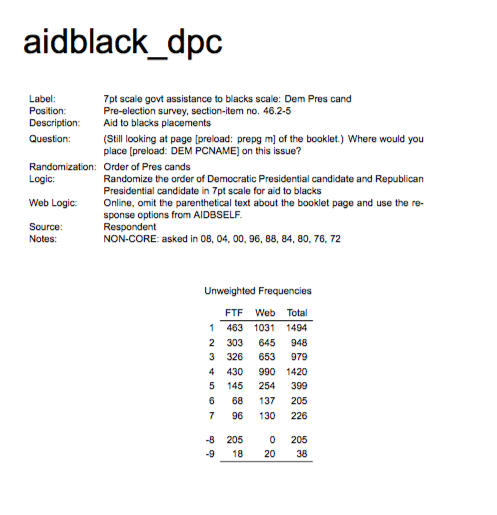 aidblack_dpc
Label: 7pt scale govt assistance to blacks scale: Dem Pres cand
Position: Pre-election survey, section-item no. 46.2-5
Description: Aid to blacks placements
Question: (Still looking at page [preload: prepg m] of the booklet.) Where would you
place [preload: DEM PCNAME] on this issue?
Randomization: Order of Pres cands
Logic: Randomize the order of Democratic Presidential candidate and Republican
Presidential candidate in 7pt scale for aid to blacks
Web Logic: Online, omit the parenthetical text about the booklet page and use the re-
sponse options from AIDBSELF.
Source: Respondent
Notes: NON-CORE: asked in 08, 04, 00, 96, 88, 84, 80, 76, 72
Unweighted Frequencies
FTF Web Total
1 463 1031 1494
2 303 645 948
3 326 653 979
4 430 990 1420
5 145 254 399
6 68 137 205
7 96 130 226
-8 205 0 205
-9 18 20 38